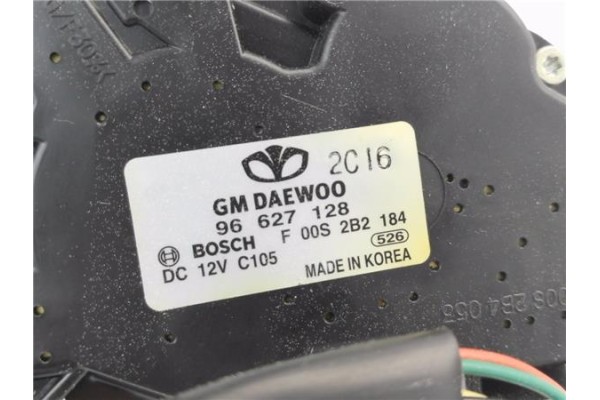 2C16
GM DAEWOO
96 627 128
BOSCH F 00S 2B2 184
526
DC 12V C105
MADE IN KOREA